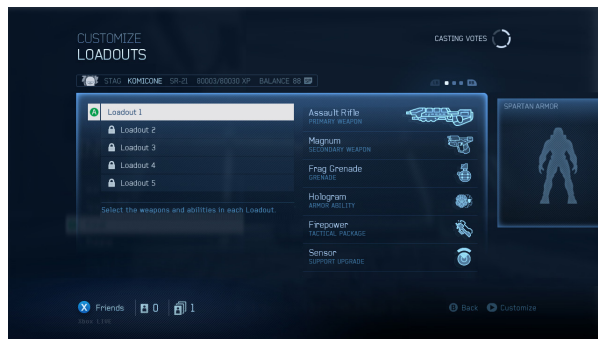 CUSTOMIZE
LOADOUTS
CASTING VOTES
STAG KOMICONE SR-21 80003/80030 XP BALANCE 88
A Loadout 1
Loadout 2
Loadout 3
Loadout 4
Loadout 5
Select the weapons and abilities in each Loadout.
Assault Rifle
PRIMARY WEAPON
Magnum
SECONDARY WEAPON
Frag Grenade
GRENADE
Hologram
ARMOR ABILITY
Firepower
TACTICAL PACKAGE
Sensor
SUPPORT UPGRADE
SPARTAN ARMOR
X Friends 0 1
B Back Customize